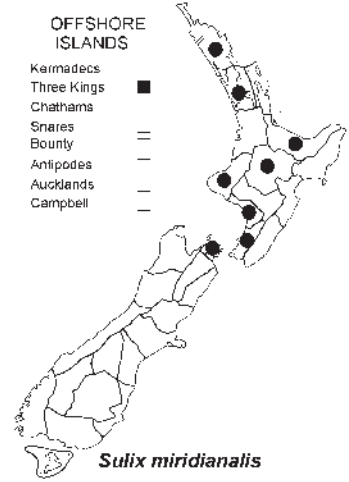 OFFSHORE
ISLANDS
Kermadecs
Three Kings
Chathams
Snares
Bounty
Antipodes
Aucklands
Campbell
Sulix miridianalis